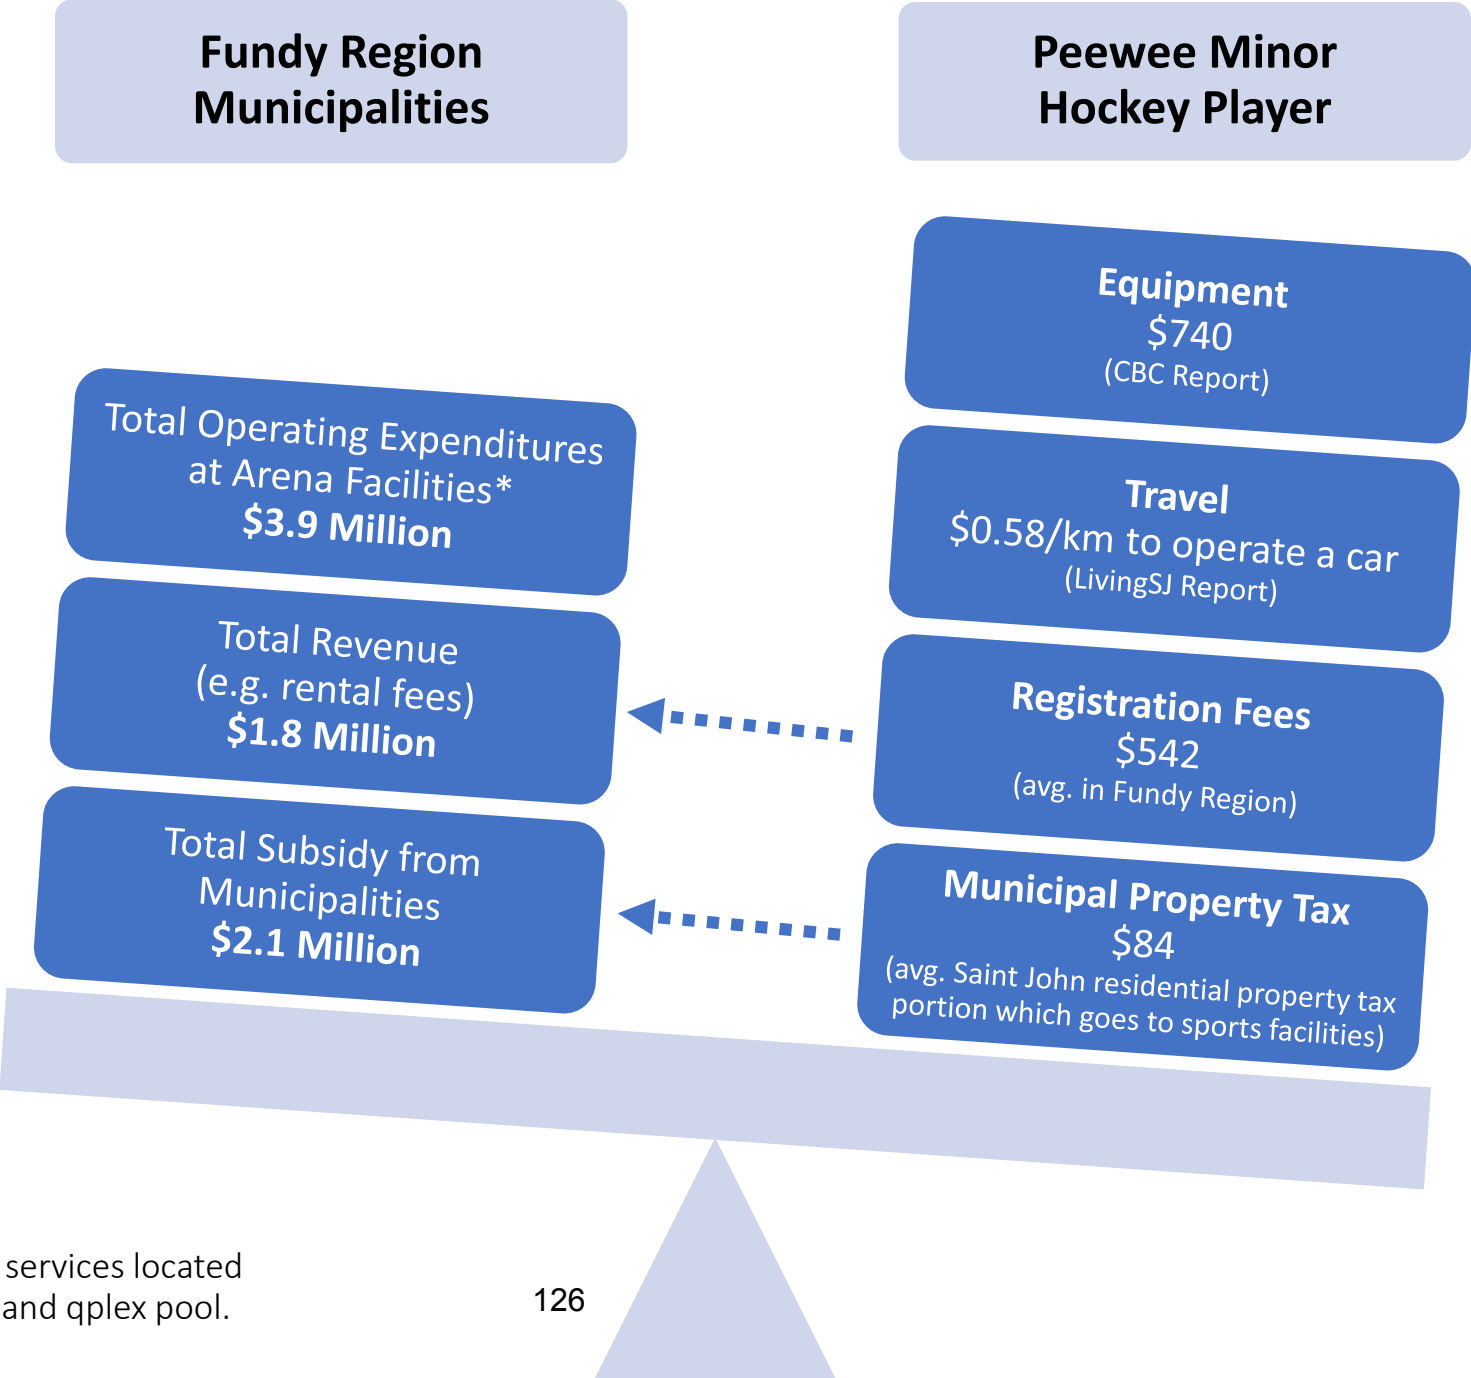 Fundy Region
Municipalities
Total Operating Expenditures
at Arena Facilities*
$3.9 Million
Total Revenue
(e.g. rental fees)
$1.8 Million
Total Subsidy from
Municipalities
$2.1 Million
Peewee Minor
Hockey Player
Equipment
$740
(CBC Report)
Travel
$0.58/km to operate a car
(LivingSJ Report)
Registration Fees
$542
(avg. in Fundy Region)
Municipal Property Tax
$84
(avg. Saint John residential property tax
portion which goes to sports facilities)
services located
and qplex pool.
126